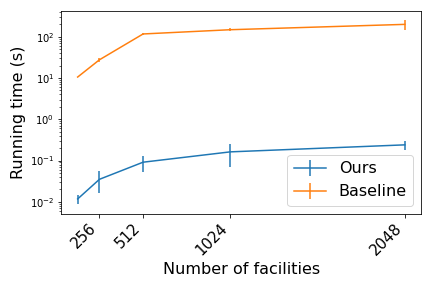 Running time (s)
10²
10¹
10⁰
10⁻¹
10⁻²
Ours
Baseline
256
512
1024
2048
Number of facilities